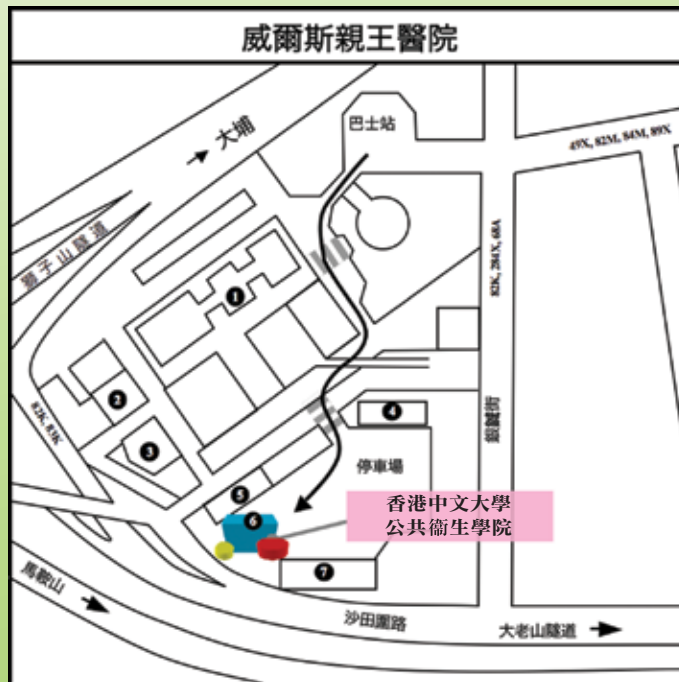 威爾斯親王醫院
巴士站
大埔
49X, 82M, 84M, 89X
獅子山隧道
82K, 284X, 68A
1
2
82K, 83K
3
4
銀鍵街
停車場
5
6
香港中文大學
公共衞生學院
7
馬鞍山
沙田圍路
大老山隧道